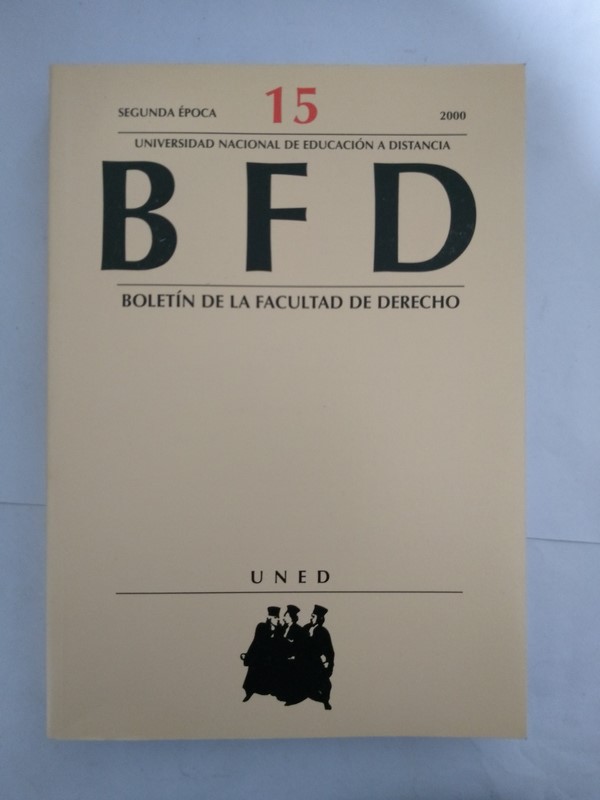 SEGUNDA ÉPOCA 15 2000
UNIVERSIDAD NACIONAL DE EDUCACIÓN A DISTANCIA
BFD
BOLETÍN DE LA FACULTAD DE DERECHO
UNED